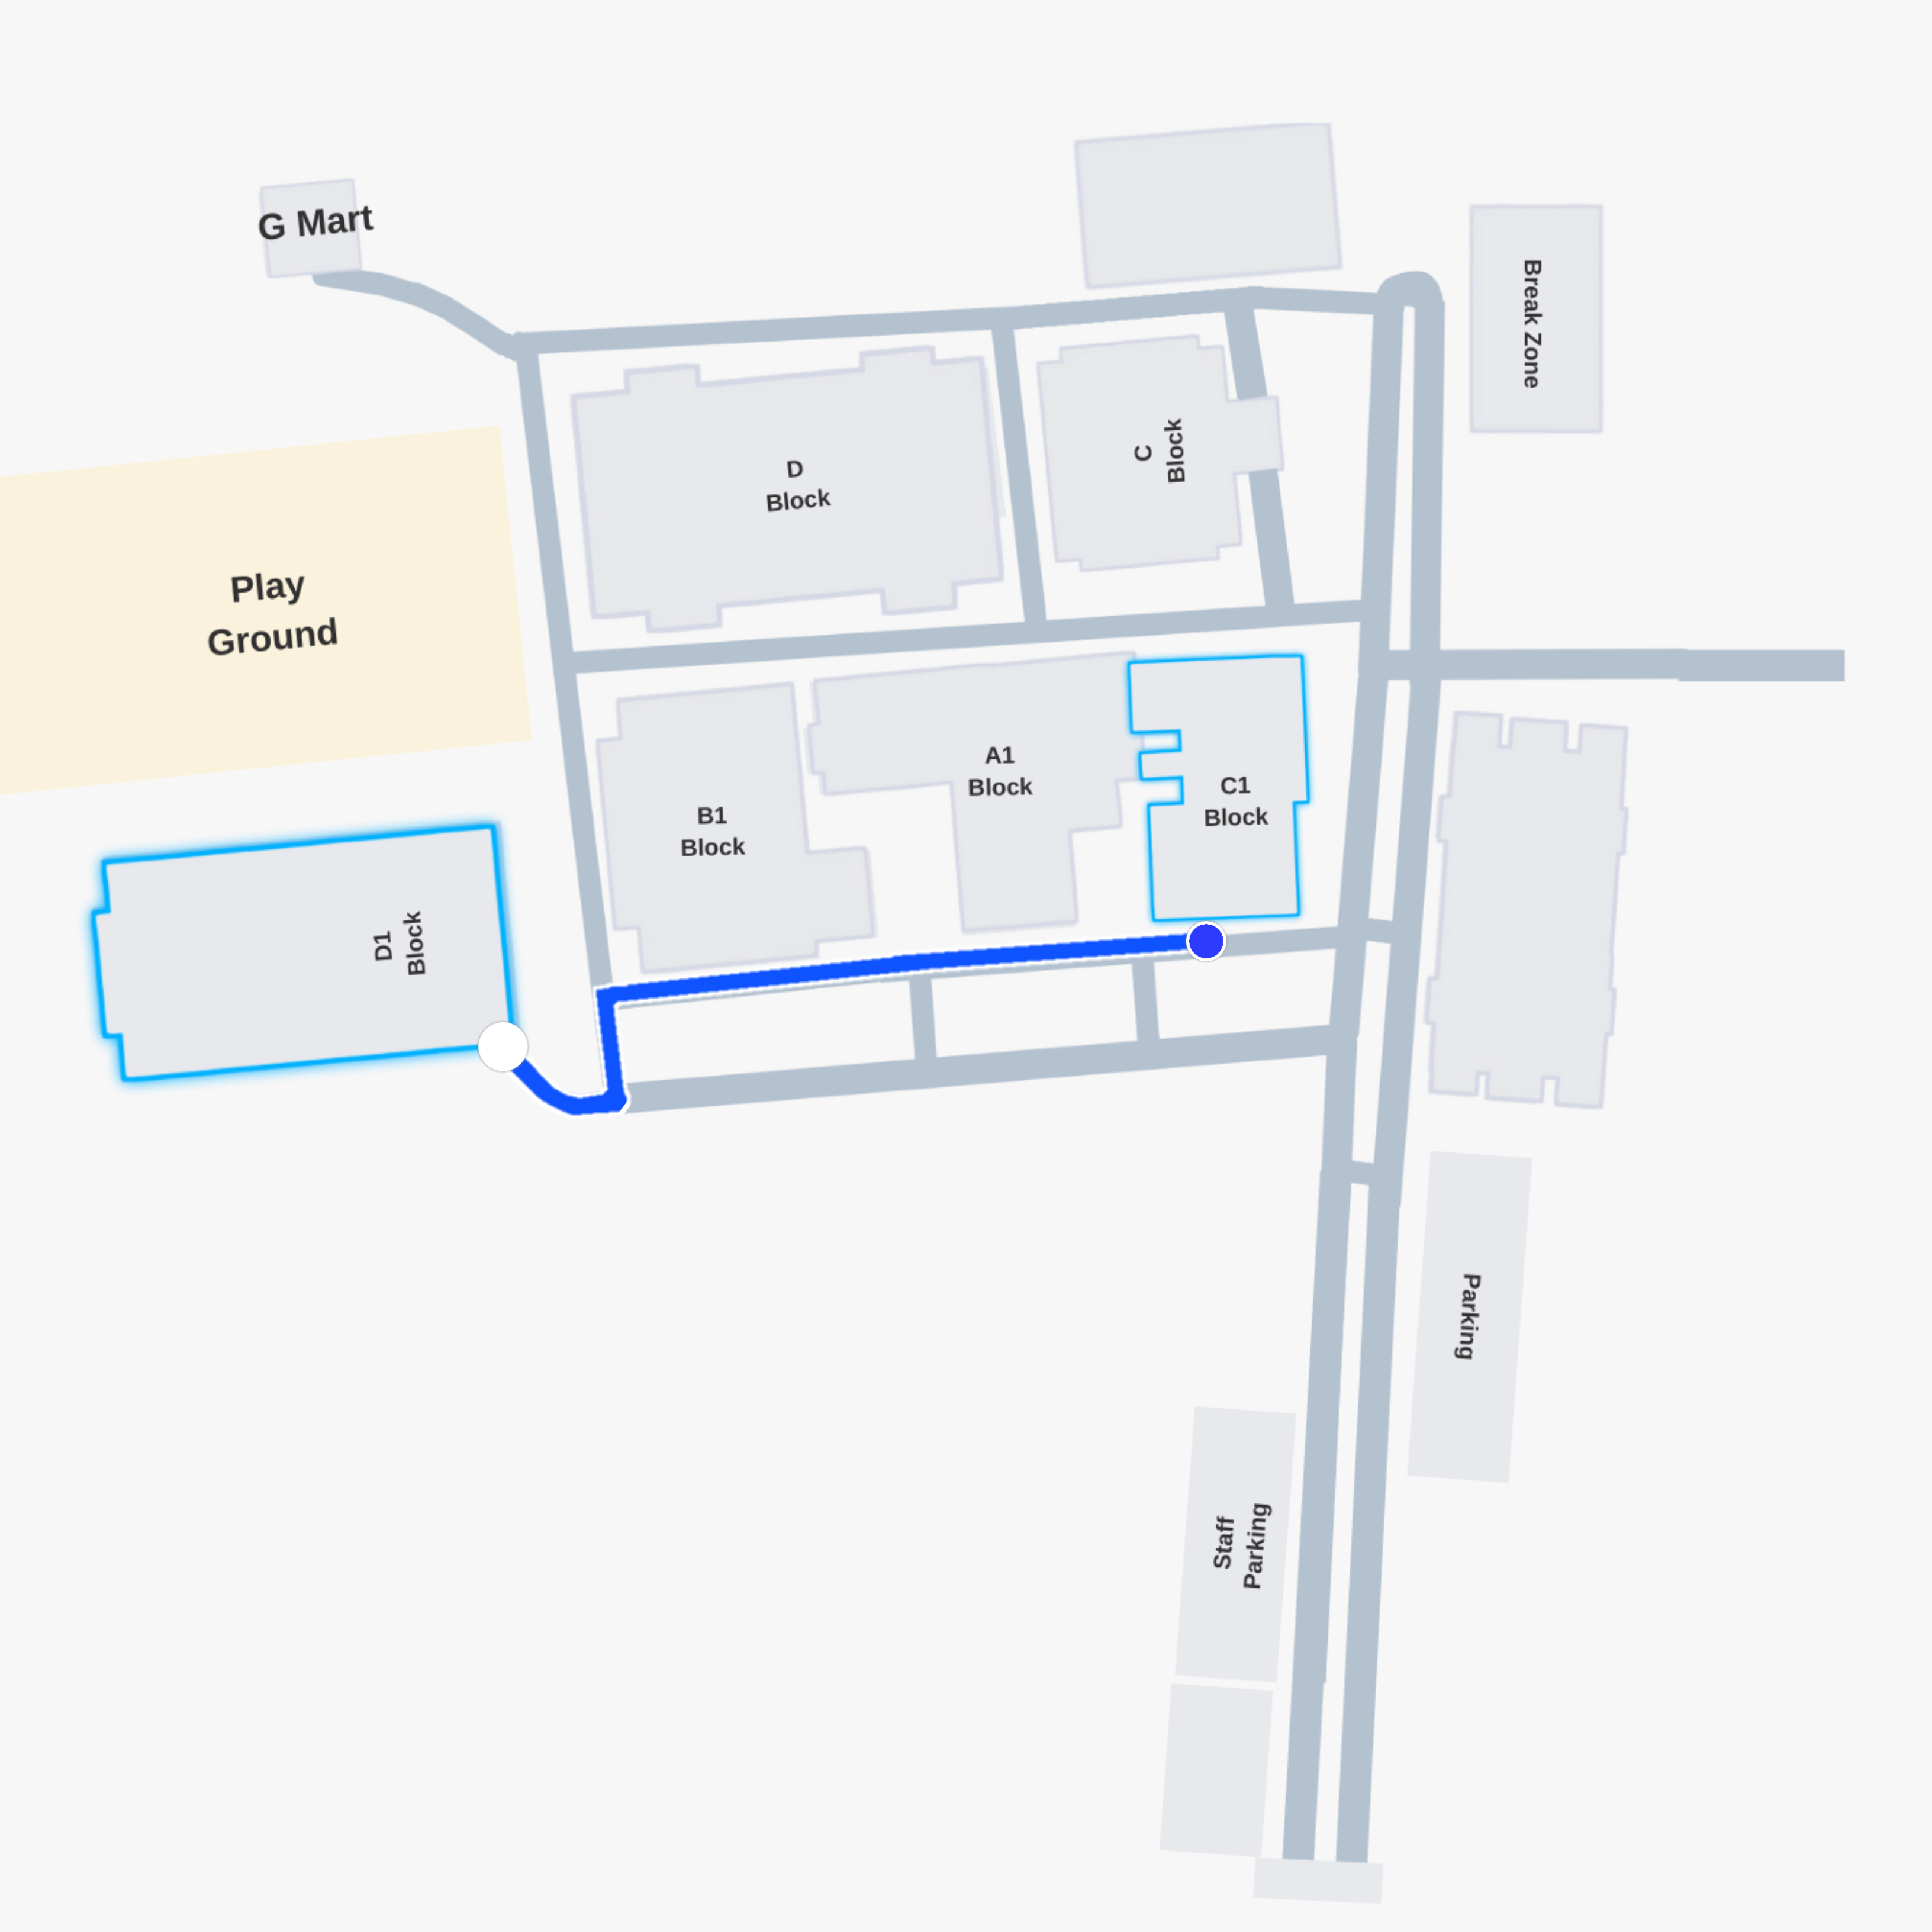 G Mart
Break Zone
C
Block
D
Block
Play
Ground
A1
Block
C1
Block
B1
Block
D1
Block
Parking
Staff
Parking